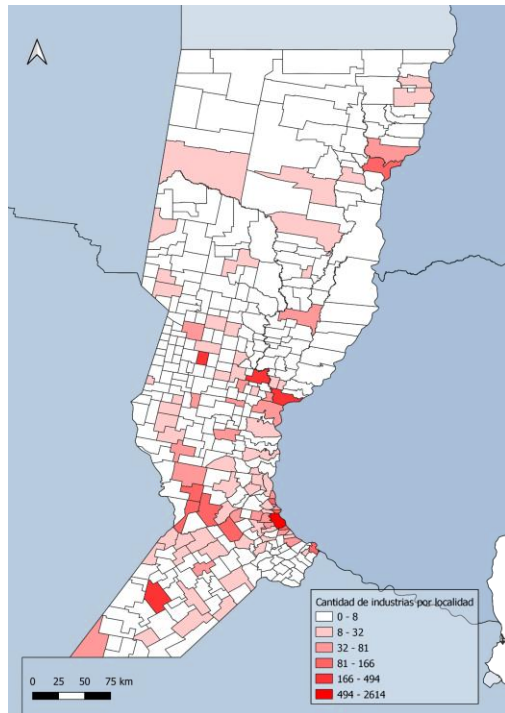 Cantidad de industrias por localidad
0 - 8
8 - 32
32 - 81
81 - 166
166 - 494
494 - 2614
0 25 50 75 km